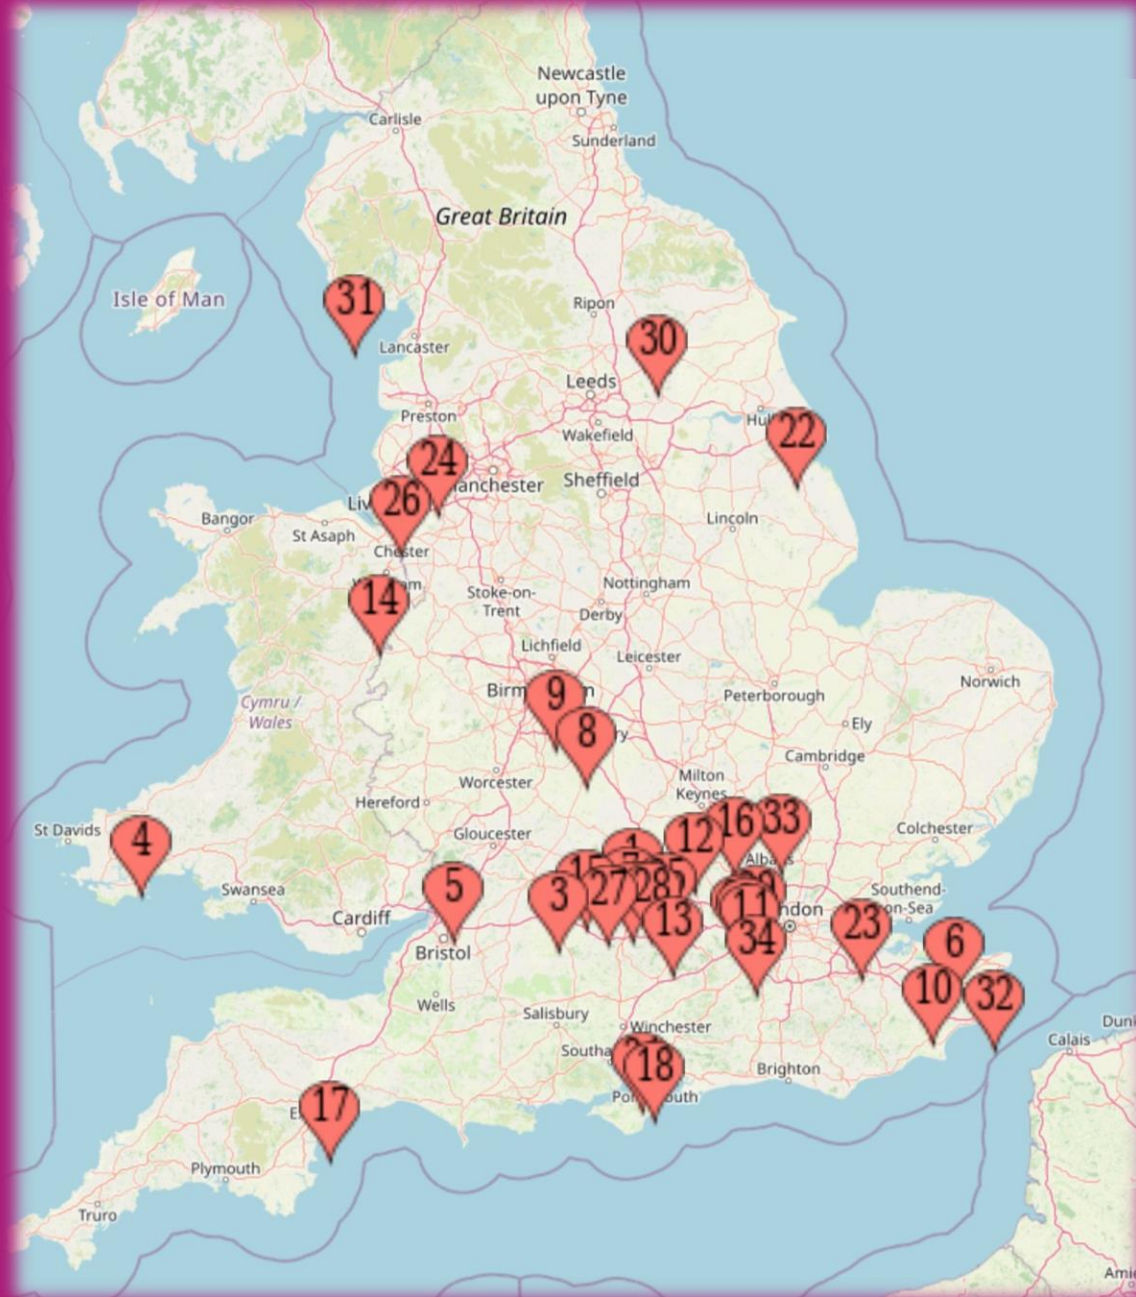 Newcastle
upon Tyne
Carlisle
Sunderland
Great Britain
Isle of Man
31
Ripon
30
Lancaster
Leeds
Preston
22
Wakefield
24
Sheffield
26
Bangor
Lincoln
St Asaph
Chester
14
Stoke-on-
Trent
Nottingham
Derby
Lichfield
Leicester
Norwich
9
Peterborough
Cymru /
Wales
8
Ely
Cambridge
Worcester
Milton
Keynes
Hereford
16
33
St Davids
4
Gloucester
12
Colchester
5
Swansea
3
27
28
11
Southend-
on-Sea
Cardiff
13
23
Bristol
34
6
10
32
Wells
Salisbury
Winchester
Calais
18
Brighton
17
Plymouth
Truro